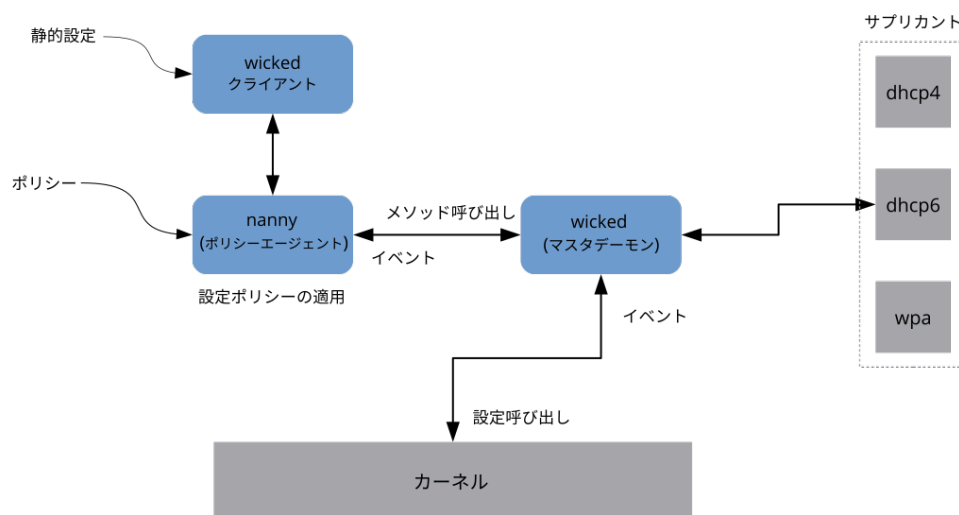 サプリカント
静的設定
wicked
クライアント
dhcp4
ポリシー
nanny
(ポリシーエージェント)
メソッド呼び出し
イベント
wicked
(マスタデーモン)
dhcp6
設定ポリシーの適用
イベント
wpa
設定呼び出し
カーネル